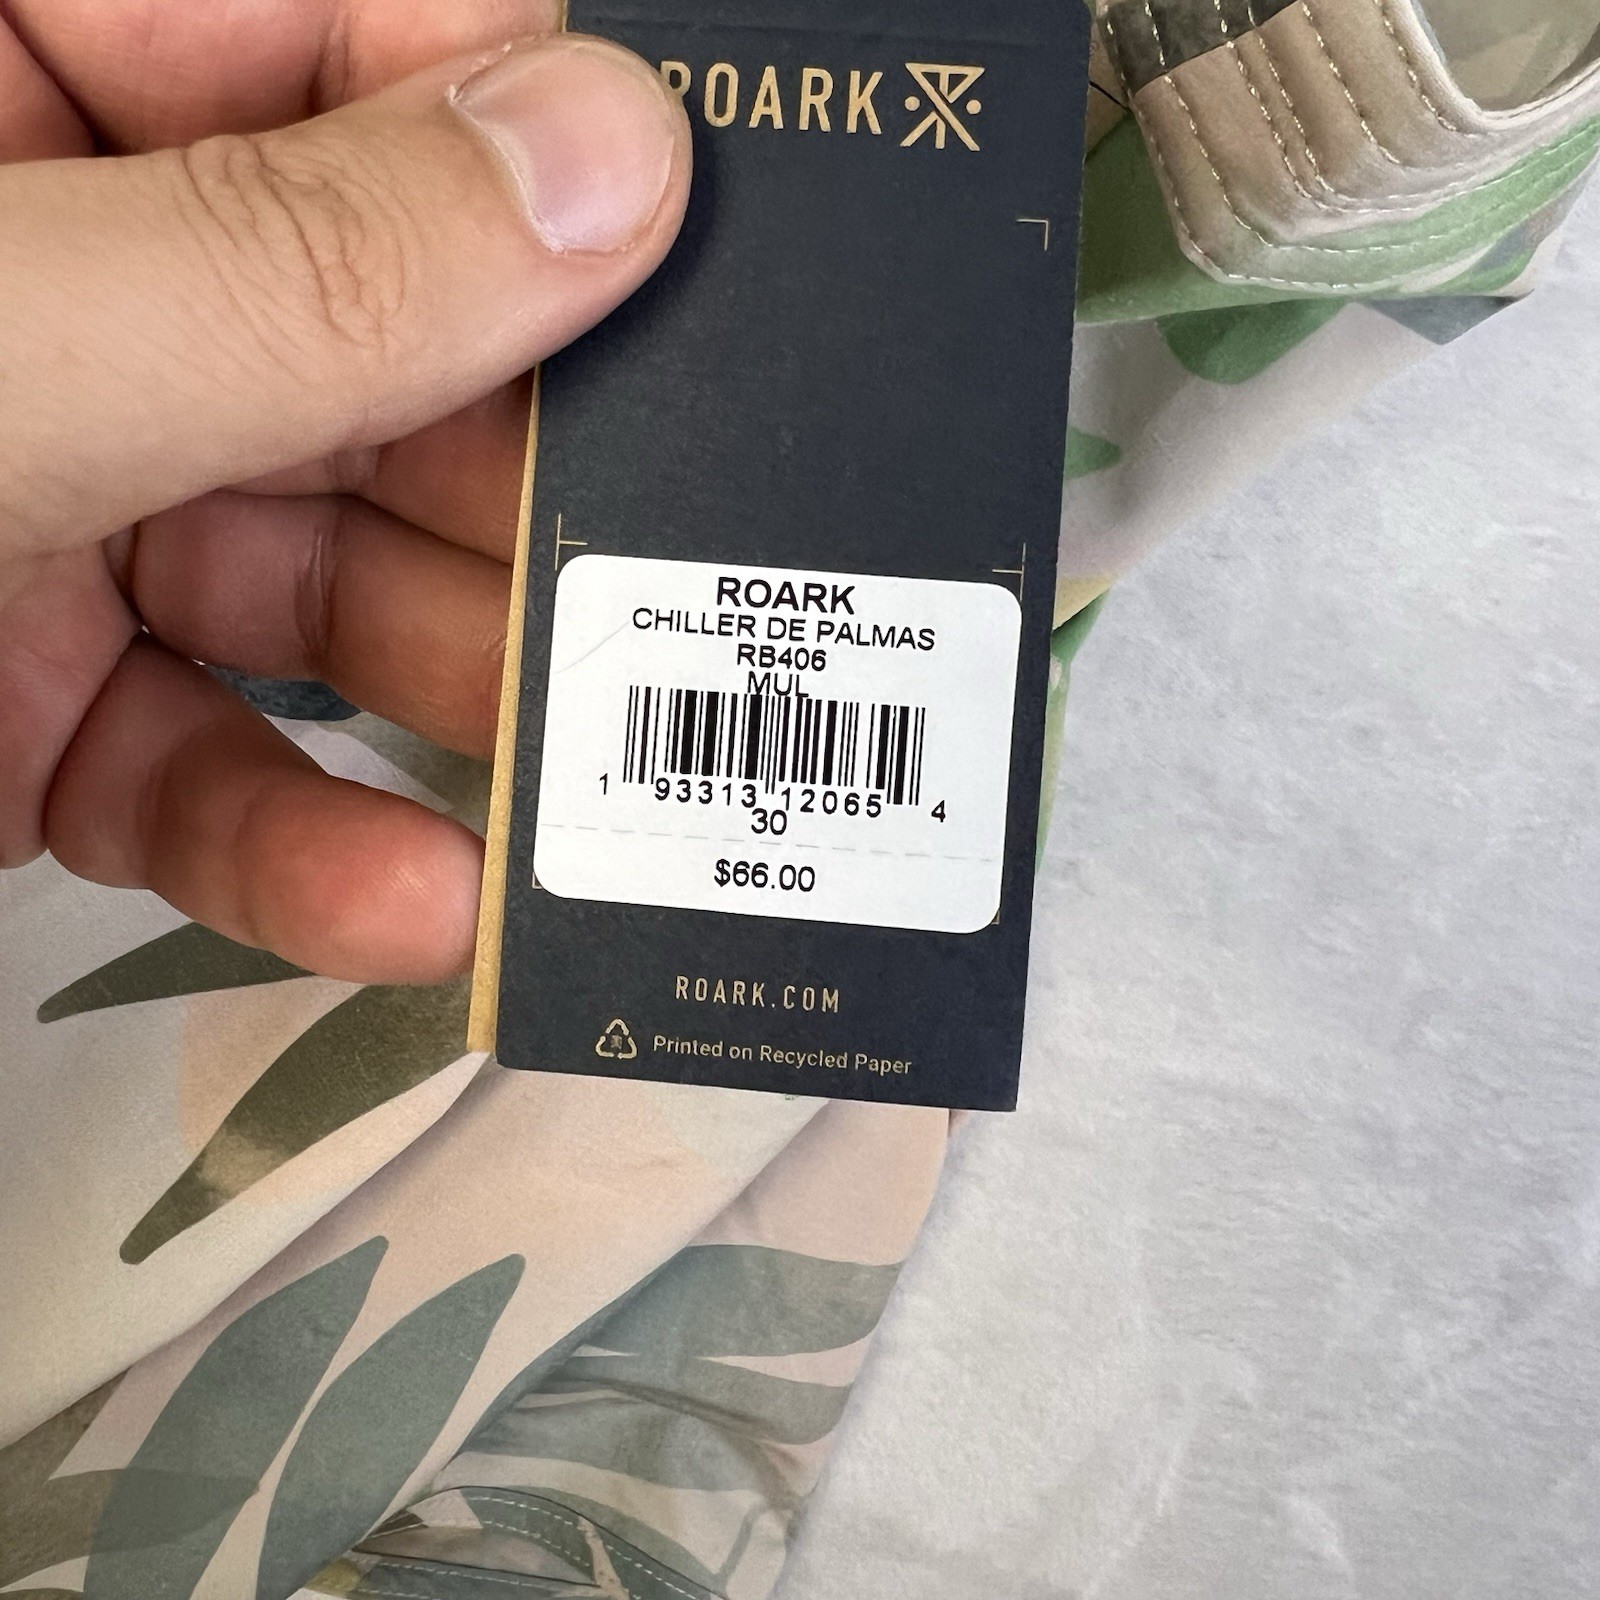 ROARK
ROARK
CHILLER DE PALMAS
RB406
MUL
1 93313 12065 4
30
$66.00
ROARK.COM
Printed on Recycled Paper